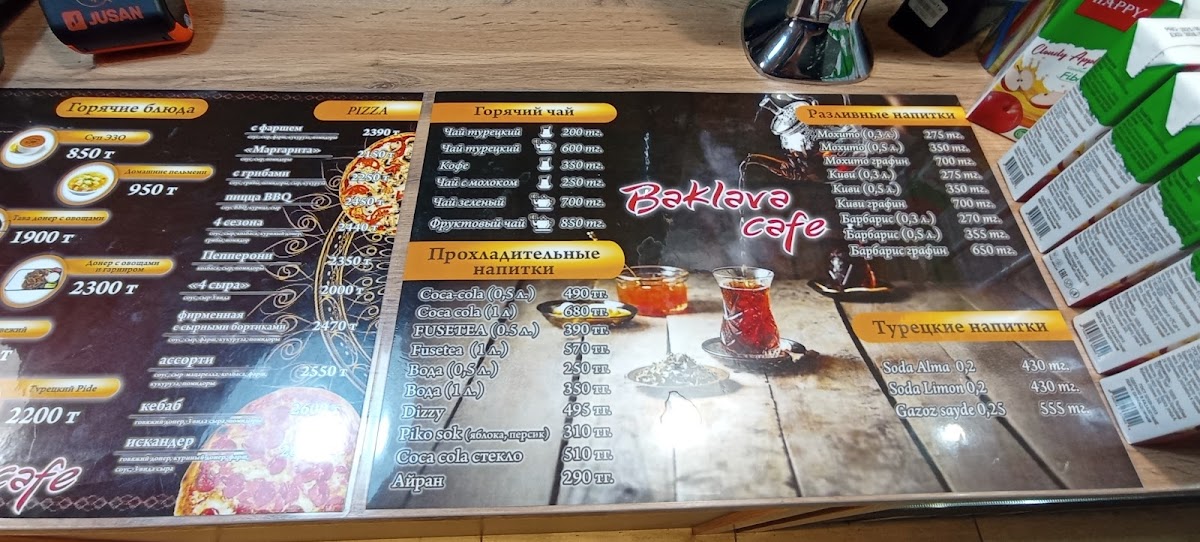 JUSAN
HAPPY
Cloudy Apple
Горячие блюда
Суп ЭЗО
850 т
Домашние пельмени
950 т
Тава донер с овощами
1900 т
Донер с овощами и гарниром
2300 т
Турецкий Pide
2200 т
cafe
PIZZA
с фаршем 2390 т
«Маргарита»
с грибами 2250 т
пицца BBQ 2450 т
4 сезона 2440 т
Пепперони 2350 т
«4 сыра» 2000 т
фирменная
с сырными бортиками 2470 т
ассорти 2550 т
кебаб
искандер
Горячий чай
Чай турецкий 200 тг.
Чай турецкий 600 тг.
Кофе 350 тг.
Чай с молоком 250 тг.
Чай зеленый 700 тг.
Фруктовый чай 850 тг.
Прохладительные
напитки
Coca-cola (0,5 л.) 490 тг.
Coca cola (1 л) 680 тг.
FUSETEA (0.5 л.) 390 тг.
Fusetea (1 л.) 570 тг.
Вода (0,5 л.) 250 тг.
Вода (1 л.) 350 тг.
Dizzy 495 тг.
Piko sok (яблоко, персик) 310 тг.
Coca cola стекло 510 тг.
Айран 290 тг.
Baklava
cafe
Разливные напитки
Мохито (0,3 л.) 275 тг.
Мохито (0,5 л.) 350 тг.
Мохито графин 700 тг.
Киви (0,3 л.) 275 тг.
Киви (0,5 л.) 350 тг.
Киви графин 700 тг.
Барбарис (0,3 л.) 270 тг.
Барбарис (0,5 л.) 355 тг.
Барбарис графин 650 тг.
Турецкие напитки
Soda Alma 0,2 430 тг.
Soda Limon 0,2 430 тг.
Gazoz sayde 0,25 555 тг.